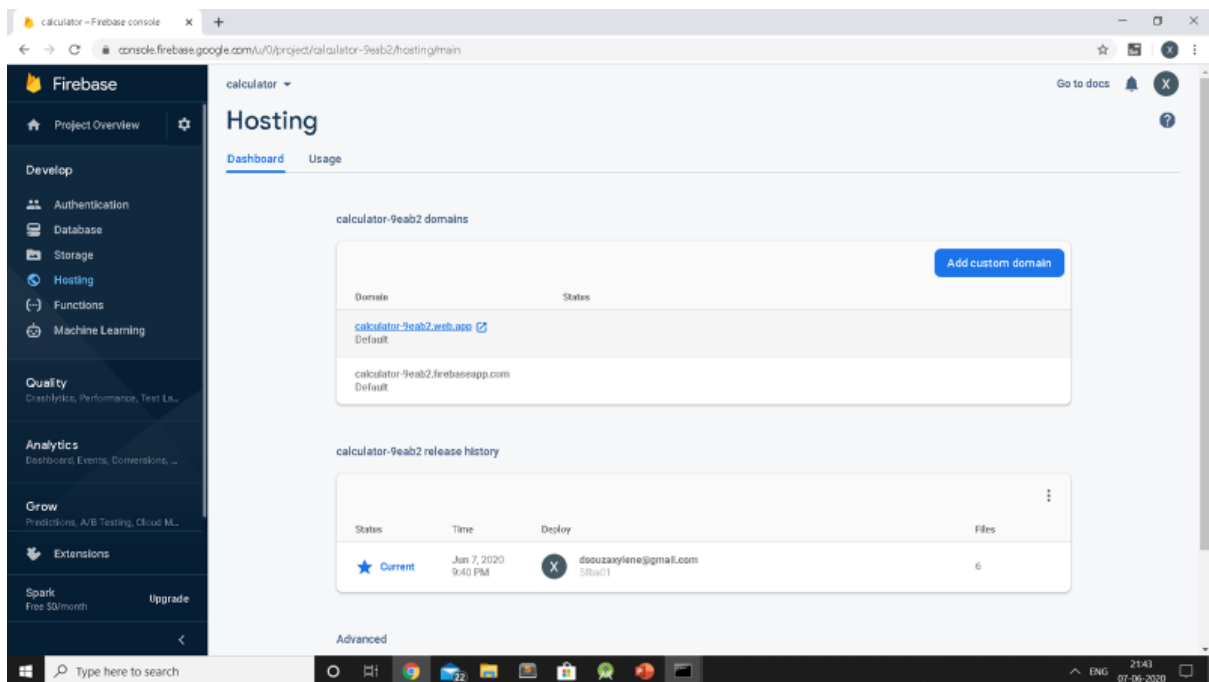 calculator – Firebase console
console.firebase.google.com/u/0/project/calculator-9eab2/hosting/main
X
Firebase
Project Overview
Develop
Authentication
Database
Storage
Hosting
Functions
Machine Learning
Quality
Crashlytics, Performance, Test La...
Analytics
Dashboard, Events, Conversions, ...
Grow
Predictions, A/B Testing, Cloud M...
Extensions
Spark
Free $0/month
Upgrade
calculator
Go to docs
X
Hosting
Dashboard Usage
calculator-9eab2 domains
Add custom domain
Domain Status
calculator-9eab2.web.app
Default
calculator-9eab2.firebaseapp.com
Default
calculator-9eab2 release history
Status Time Deploy Files
Current
Jun 7, 2020
9:40 PM
X
dsouzaxylene@gmail.com
6
Advanced
Type here to search
22
ENG
21:43
07-06-2020